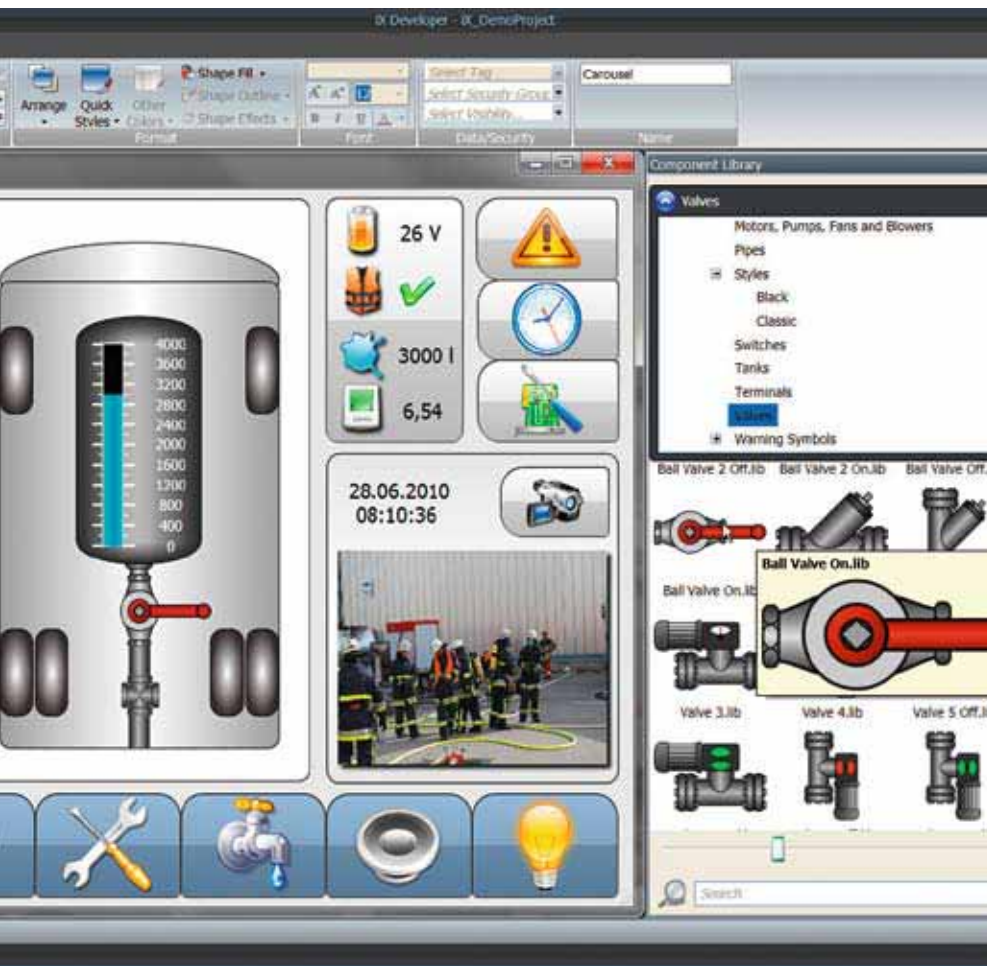 iX Developer - iX_DemoProject
Shape Fill
Shape Outline
Shape Effects
Arrange
Quick Styles
Other Colors
Format
B I U A
Font
Select Tag
Select Security Group
Select Visibility...
Data/Security
Carousel
Name
26 V
3000 l
6,54
4000
3600
3200
2800
2400
2000
1600
1200
800
400
0
28.06.2010
08:10:36
Component Library
Valves
Motors, Pumps, Fans and Blowers
Pipes
Styles
Black
Classic
Switches
Tanks
Terminals
Valves
Warning Symbols
Ball Valve 2 Off.lib Ball Valve 2 On.lib Ball Valve Off.
Ball Valve On.lib
Ball Valve On.lib
Valve 3.lib Valve 4.lib Valve 5 Off.l
Search